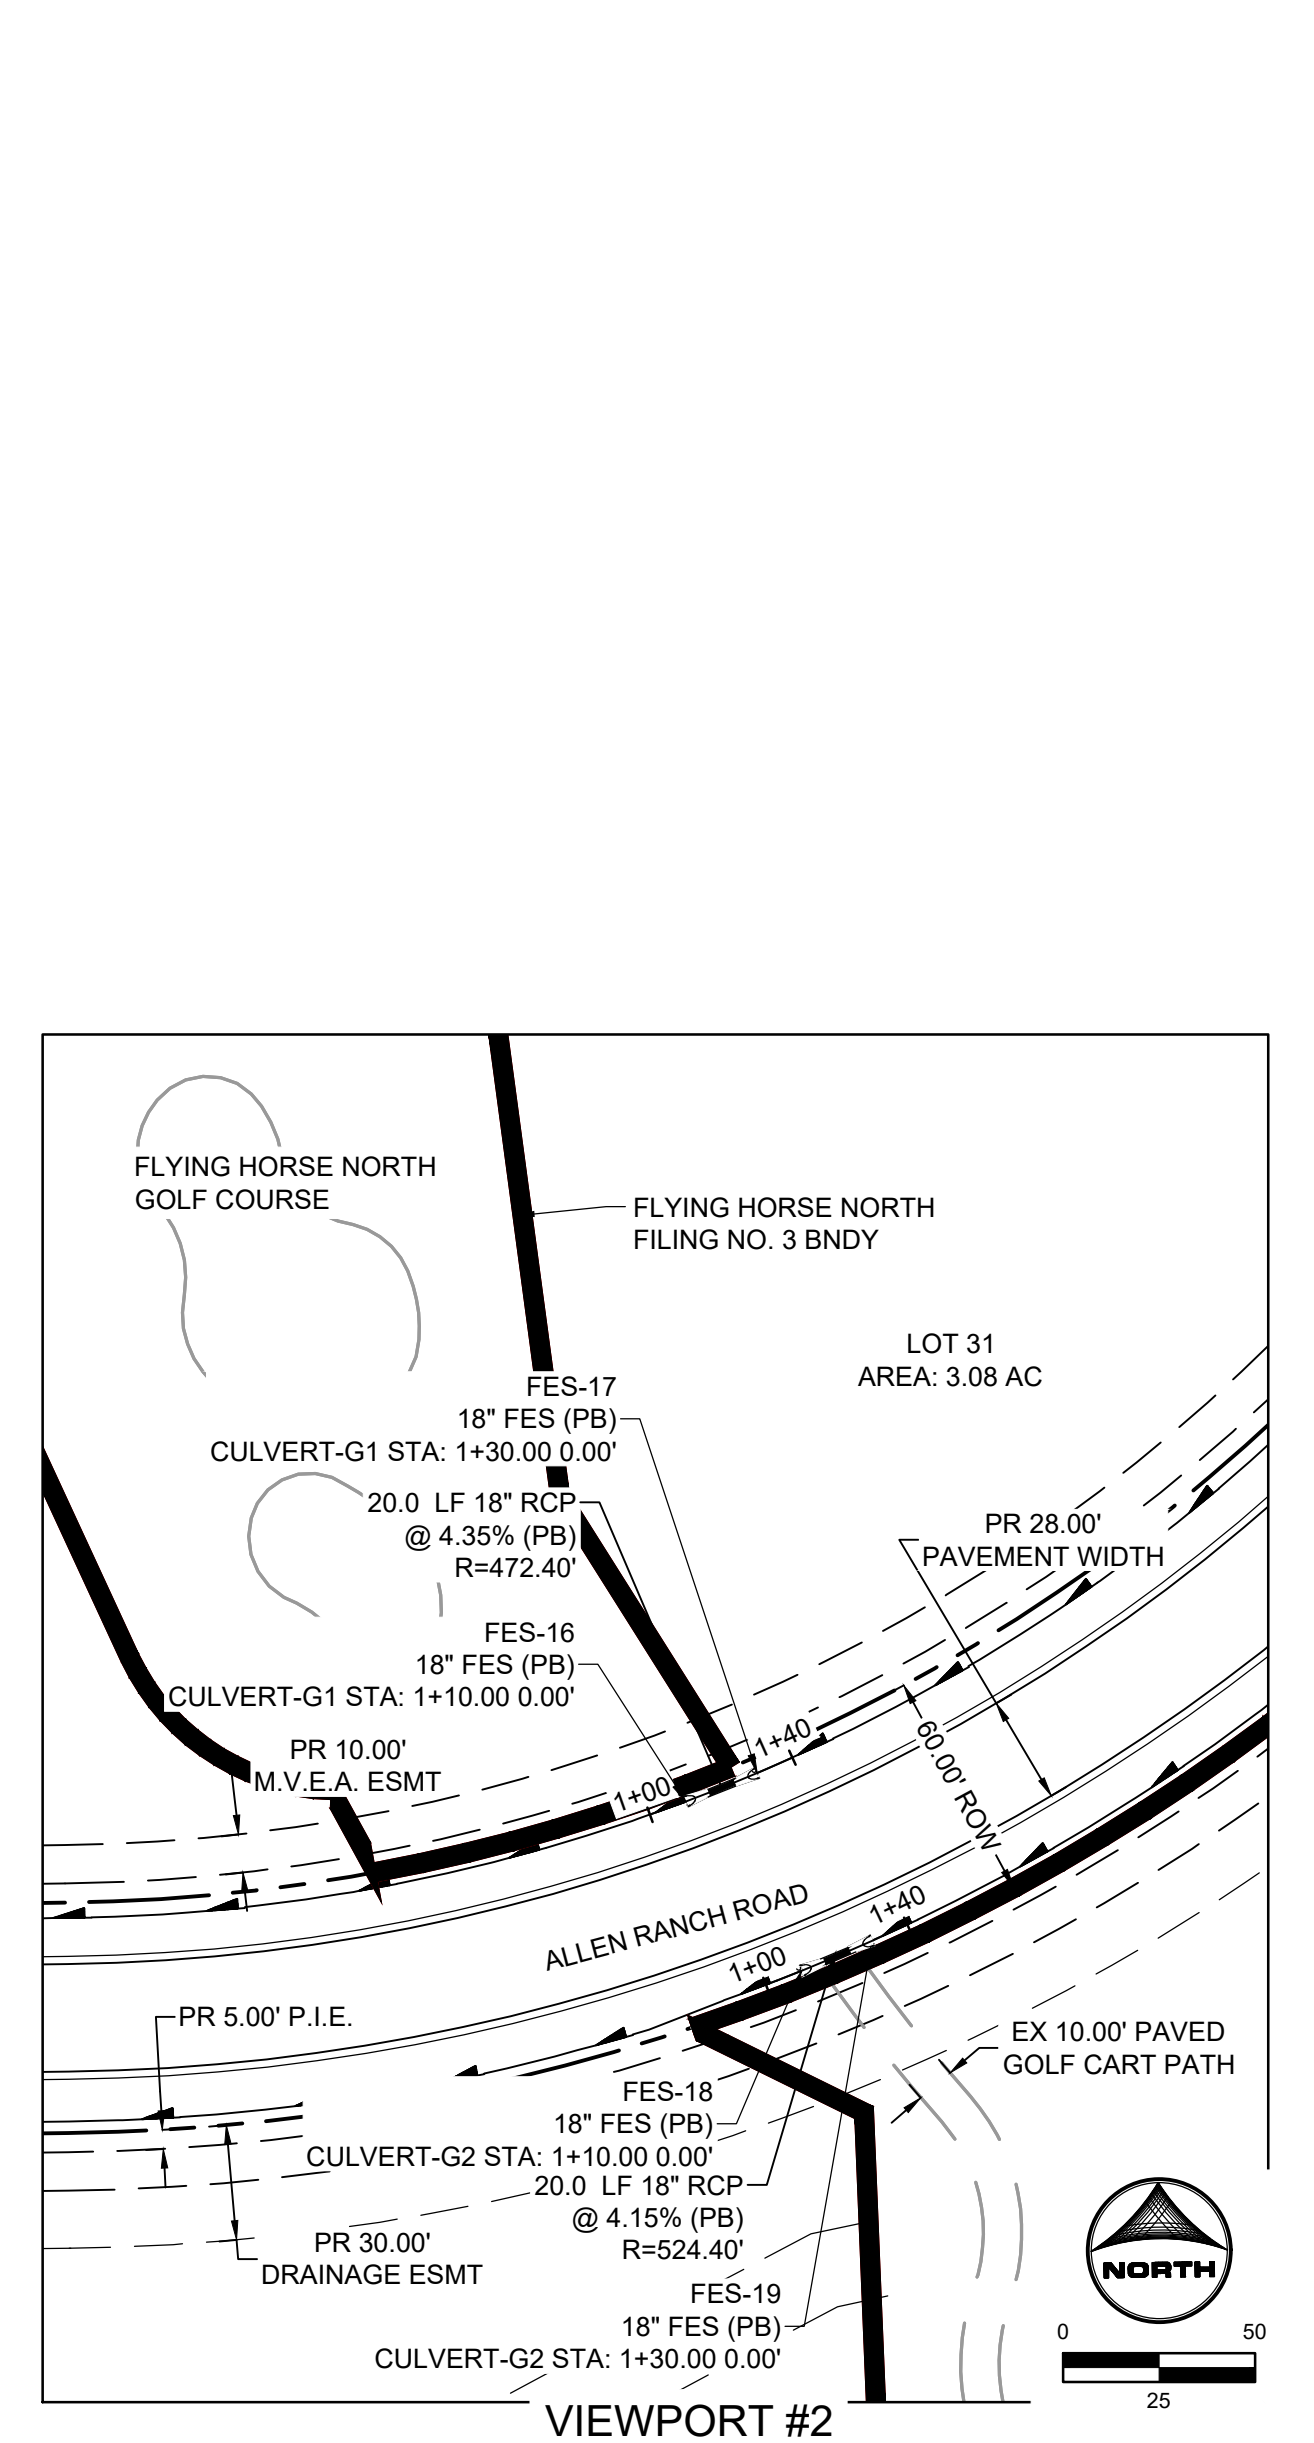 FLYING HORSE NORTH
GOLF COURSE
FLYING HORSE NORTH
FILING NO. 3 BNDY
LOT 31
AREA: 3.08 AC
FES-17
18" FES (PB)
CULVERT-G1 STA: 1+30.00 0.00'
20.0 LF 18" RCP
@ 4.35% (PB)
R=472.40'
PR 28.00'
PAVEMENT WIDTH
FES-16
18" FES (PB)
CULVERT-G1 STA: 1+10.00 0.00'
PR 10.00'
M.V.E.A. ESMT
1+00
1+40
60.00' ROW
ALLEN RANCH ROAD
1+00
1+40
PR 5.00' P.I.E.
EX 10.00' PAVED
GOLF CART PATH
FES-18
18" FES (PB)
CULVERT-G2 STA: 1+10.00 0.00'
20.0 LF 18" RCP
@ 4.15% (PB)
R=524.40'
PR 30.00'
DRAINAGE ESMT
FES-19
18" FES (PB)
CULVERT-G2 STA: 1+30.00 0.00'
NORTH
0 50
25
VIEWPORT #2